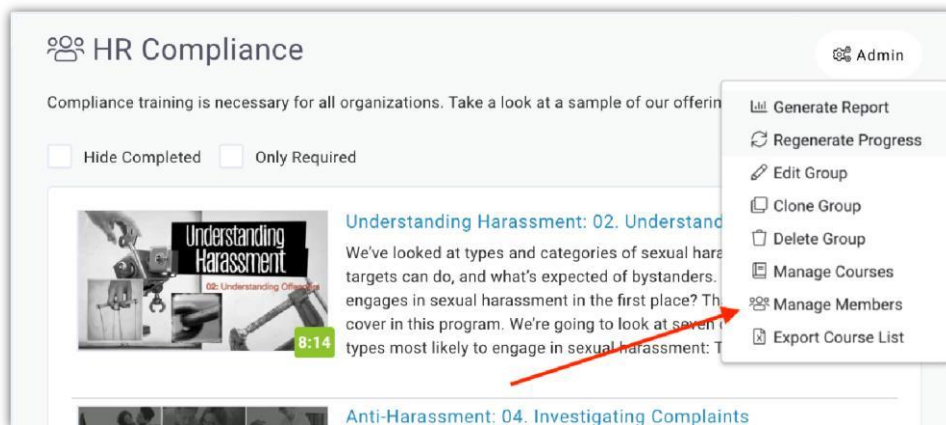 HR Compliance
Admin
Compliance training is necessary for all organizations. Take a look at a sample of our offerin
Generate Report
Regenerate Progress
Edit Group
Clone Group
Delete Group
Manage Courses
Manage Members
Export Course List
Hide Completed
Only Required
Understanding
Harassment
02: Understanding
8:14
Understanding Harassment: 02. Understand
We've looked at types and categories of sexual hara
targets can do, and what's expected of bystanders.
engages in sexual harassment in the first place? Th
cover in this program. We're going to look at seven
types most likely to engage in sexual harassment: T
Anti-Harassment: 04. Investigating Complaints